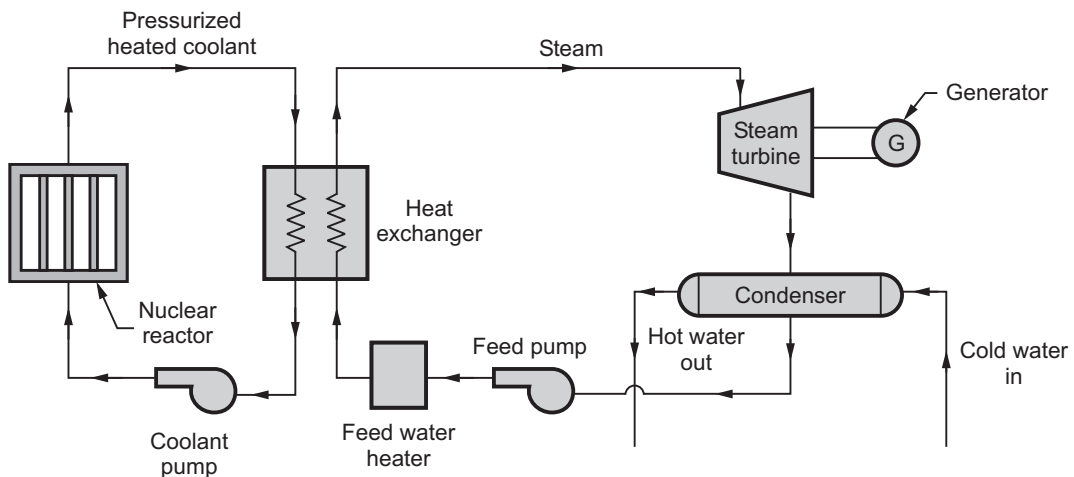 Pressurized
heated coolant
Steam
Generator
Steam
turbine
G
Heat
exchanger
Condenser
Nuclear
reactor
Hot water
out
Feed pump
Cold water
in
Coolant
pump
Feed water
heater